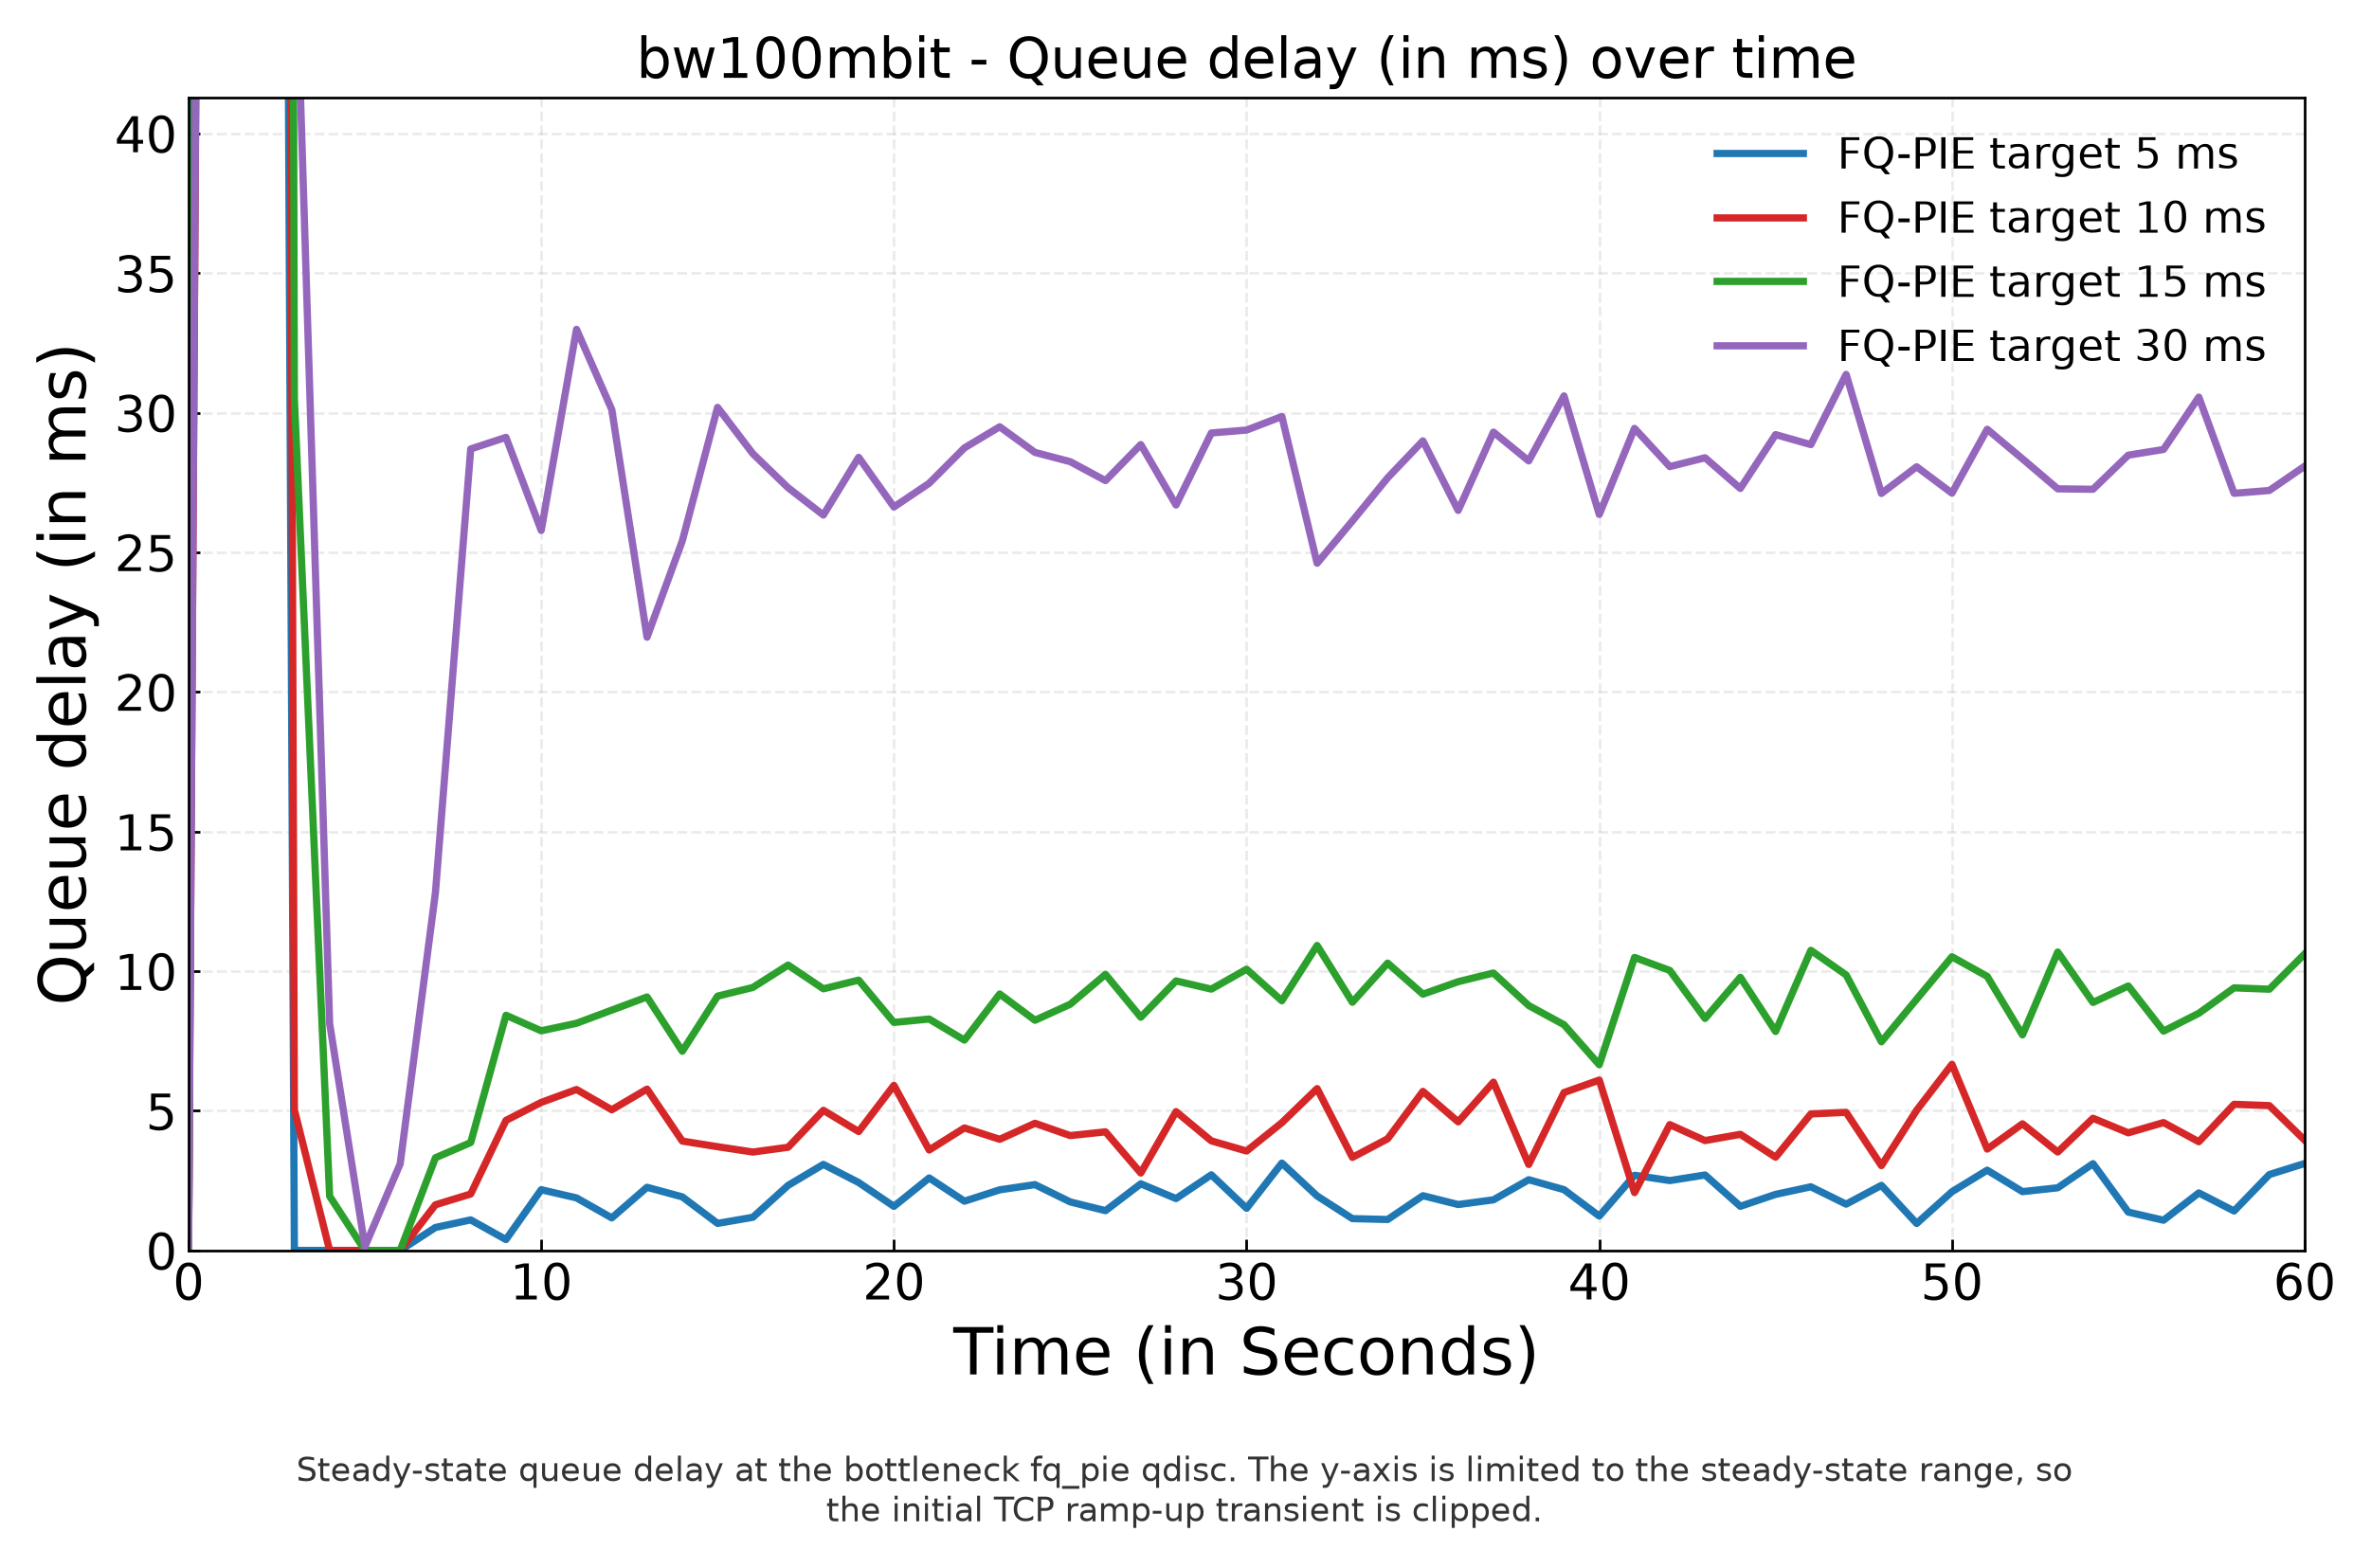 bw100mbit - Queue delay (in ms) over time
Queue delay (in ms)
40
35
30
25
20
15
10
5
0
FQ-PIE target 5 ms
FQ-PIE target 10 ms
FQ-PIE target 15 ms
FQ-PIE target 30 ms
0 10 20 30 40 50 60
Time (in Seconds)
Steady-state queue delay at the bottleneck fq_pie qdisc. The y-axis is limited to the steady-state range, so
the initial TCP ramp-up transient is clipped.